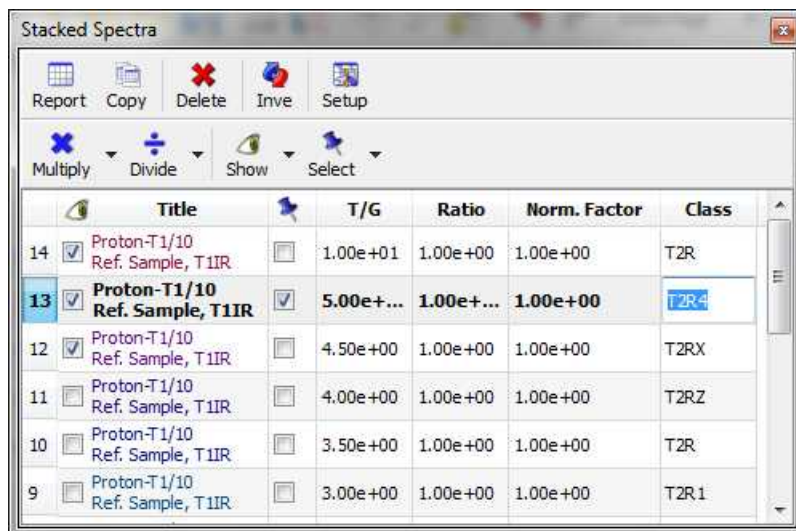 Stacked Spectra
Report Copy Delete Inve Setup
Multiply Divide Show Select
Title T/G Ratio Norm. Factor Class
14 Proton-T1/10 1.00e+01 1.00e+00 1.00e+00 T2R
Ref. Sample, T1IR
13 Proton-T1/10 5.00e+... 1.00e+... 1.00e+00 T2R4
Ref. Sample, T1IR
12 Proton-T1/10 4.50e+00 1.00e+00 1.00e+00 T2RX
Ref. Sample, T1IR
11 Proton-T1/10 4.00e+00 1.00e+00 1.00e+00 T2RZ
Ref. Sample, T1IR
10 Proton-T1/10 3.50e+00 1.00e+00 1.00e+00 T2R
Ref. Sample, T1IR
9 Proton-T1/10 3.00e+00 1.00e+00 1.00e+00 T2R1
Ref. Sample, T1IR